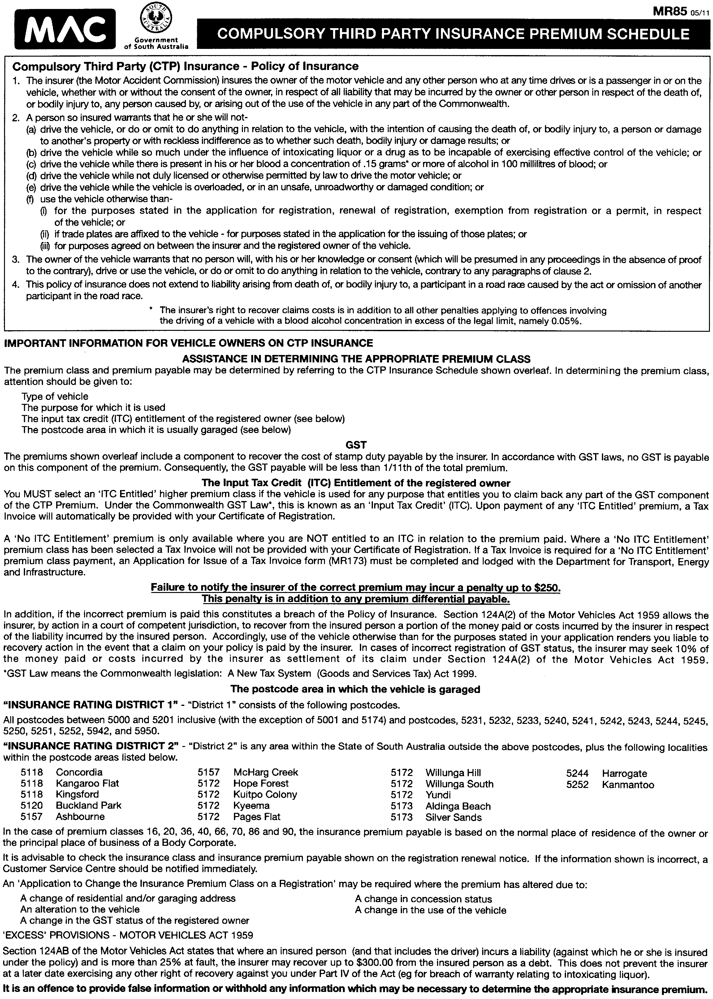 MAC
SOUTH AUSTRALIA
Government
of South Australia
MR85 05/11
COMPULSORY THIRD PARTY INSURANCE PREMIUM SCHEDULE
Compulsory Third Party (CTP) Insurance - Policy of Insurance
1. The insurer (the Motor Accident Commission) insures the owner of the motor vehicle and any other person who at any time drives or is a passenger in or on the
vehicle, whether with or without the consent of the owner, in respect of all liability that may be incurred by the owner or other person in respect of the death of,
or bodily injury to, any person caused by, or arising out of the use of the vehicle in any part of the Commonwealth.
2. A person so insured warrants that he or she will not-
(a) drive the vehicle, or do or omit to do anything in relation to the vehicle, with the intention of causing the death of, or bodily injury to, a person or damage
to another's property or with reckless indifference as to whether such death, bodily injury or damage results; or
(b) drive the vehicle while so much under the influence of intoxicating liquor or a drug as to be incapable of exercising effective control of the vehicle; or
(c) drive the vehicle while there is present in his or her blood a concentration of .15 grams* or more of alcohol in 100 millilitres of blood; or
(d) drive the vehicle while not duly licensed or otherwise permitted by law to drive the motor vehicle; or
(e) drive the vehicle while the vehicle is overloaded, or in an unsafe, unroadworthy or damaged condition; or
(f) use the vehicle otherwise than-
(i) for the purposes stated in the application for registration, renewal of registration, exemption from registration or a permit, in respect
of the vehicle; or
(ii) if trade plates are affixed to the vehicle - for purposes stated in the application for the issuing of those plates; or
(iii) for purposes agreed on between the insurer and the registered owner of the vehicle.
3. The owner of the vehicle warrants that no person will, with his or her knowledge or consent (which will be presumed in any proceedings in the absence of proof
to the contrary), drive or use the vehicle, or do or omit to do anything in relation to the vehicle, contrary to any paragraphs of clause 2.
4. This policy of insurance does not extend to liability arising from death of, or bodily injury to, a participant in a road race caused by the act or omission of another
participant in the road race.
* The insurer's right to recover claims costs is in addition to all other penalties applying to offences involving
the driving of a vehicle with a blood alcohol concentration in excess of the legal limit, namely 0.05%.
IMPORTANT INFORMATION FOR VEHICLE OWNERS ON CTP INSURANCE
ASSISTANCE IN DETERMINING THE APPROPRIATE PREMIUM CLASS
The premium class and premium payable may be determined by referring to the CTP Insurance Schedule shown overleaf. In determining the premium class,
attention should be given to:
Type of vehicle
The purpose for which it is used
The input tax credit (ITC) entitlement of the registered owner (see below)
The postcode area in which it is usually garaged (see below)
GST
The premiums shown overleaf include a component to recover the cost of stamp duty payable by the insurer. In accordance with GST laws, no GST is payable
on this component of the premium. Consequently, the GST payable will be less than 1/11th of the total premium.
The Input Tax Credit (ITC) Entitlement of the registered owner
You MUST select an 'ITC Entitled' higher premium class if the vehicle is used for any purpose that entitles you to claim back any part of the GST component
of the CTP Premium. Under the Commonwealth GST Law*, this is known as an 'Input Tax Credit' (ITC). Upon payment of any 'ITC Entitled' premium, a Tax
Invoice will automatically be provided with your Certificate of Registration.
A 'No ITC Entitlement' premium is only available where you are NOT entitled to an ITC in relation to the premium paid. Where a 'No ITC Entitlement'
premium class has been selected a Tax Invoice will not be provided with your Certificate of Registration. If a Tax Invoice is required for a 'No ITC Entitlement'
premium class payment, an Application for Issue of a Tax Invoice form (MR173) must be completed and lodged with the Department for Transport, Energy
and Infrastructure.
Failure to notify the insurer of the correct premium may incur a penalty up to $250.
This penalty is in addition to any premium differential payable.
In addition, if the incorrect premium is paid this constitutes a breach of the Policy of Insurance. Section 124A(2) of the Motor Vehicles Act 1959 allows the
insurer, by action in a court of competent jurisdiction, to recover from the insured person a portion of the money paid or costs incurred by the insurer in respect
of the liability incurred by the insured person. Accordingly, use of the vehicle otherwise than for the purposes stated in your application renders you liable to
recovery action in the event that a claim on your policy is paid by the insurer. In cases of incorrect registration of GST status, the insurer may seek 10% of
the money paid or costs incurred by the insurer as settlement of its claim under Section 124A(2) of the Motor Vehicles Act 1959.
*GST Law means the Commonwealth legislation: A New Tax System (Goods and Services Tax) Act 1999.
The postcode area in which the vehicle is garaged
"INSURANCE RATING DISTRICT 1" - "District 1" consists of the following postcodes.
All postcodes between 5000 and 5201 inclusive (with the exception of 5001 and 5174) and postcodes, 5231, 5232, 5233, 5240, 5241, 5242, 5243, 5244, 5245,
5250, 5251, 5252, 5942, and 5950.
"INSURANCE RATING DISTRICT 2" - "District 2" is any area within the State of South Australia outside the above postcodes, plus the following localities
within the postcode areas listed below.
5118 Concordia 5157 McHarg Creek 5172 Willunga Hill 5244 Harrogate
5118 Kangaroo Flat 5172 Hope Forest 5172 Willunga South 5252 Kanmantoo
5118 Kingsford 5172 Kuitpo Colony 5172 Yundi
5120 Buckland Park 5172 Kyeema 5173 Aldinga Beach
5157 Ashbourne 5172 Pages Flat 5173 Silver Sands
In the case of premium classes 16, 20, 36, 40, 66, 70, 86 and 90, the insurance premium payable is based on the normal place of residence of the owner or
the principal place of business of a Body Corporate.
It is advisable to check the insurance class and insurance premium payable shown on the registration renewal notice. If the information shown is incorrect, a
Customer Service Centre should be notified immediately.
An 'Application to Change the Insurance Premium Class on a Registration' may be required where the premium has altered due to:
A change of residential and/or garaging address A change in concession status
An alteration to the vehicle A change in the use of the vehicle
A change in the GST status of the registered owner
'EXCESS' PROVISIONS - MOTOR VEHICLES ACT 1959
Section 124AB of the Motor Vehicles Act states that where an insured person (and that includes the driver) incurs a liability (against which he or she is insured
under the policy) and is more than 25% at fault, the insurer may recover up to $300.00 from the insured person as a debt. This does not prevent the insurer
at a later date exercising any other right of recovery against you under Part IV of the Act (eg for breach of warranty relating to intoxicating liquor).
It is an offence to provide false information or withhold any information which may be necessary to determine the appropriate insurance premium.